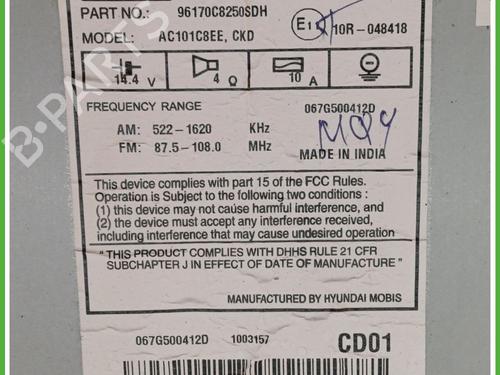 PART NO.: 96170C8250SDH
MODEL: AC101C8EE, CKD
E1 10R-048418
14.4 V 4 Ω 10 A
FREQUENCY RANGE 067G500412D
AM: 522-1620 KHz
FM: 87.5-108.0 MHz
MADE IN INDIA
This device complies with part 15 of the FCC Rules.
Operation is Subject to the following two conditions :
(1) this device may not cause harmful interference, and
(2) the device must accept any interference received,
including interference that may cause undesired operation
" THIS PRODUCT COMPLIES WITH DHHS RULE 21 CFR
SUBCHAPTER J IN EFFECT OF DATE OF MANUFACTURE"
MANUFACTURED BY HYUNDAI MOBIS
067G500412D 1003157 CD01
B-PARTS